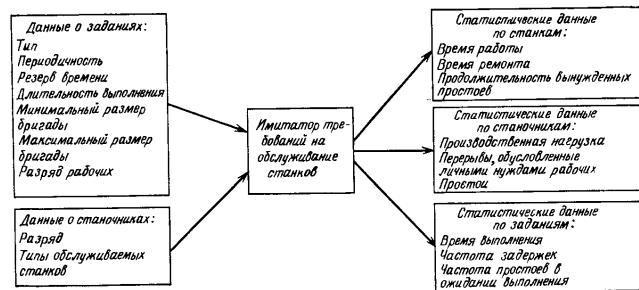 Данные о заданиях:
Тип
Периодичность
Резерв времени
Длительность выполнения
Минимальный размер
бригады
Максимальный размер
бригады
Разряд рабочих
Данные о станочниках:
Разряд
Типы обслуживаемых
станков
Имитатор тре-
бований на
обслуживание
станков
Статистические данные
по станкам:
Время работы
Время ремонта
Продолжительность вынужденных
простоев
Статистические данные
по станочникам:
Производственная нагрузка
Перерывы, обусловленные
личными нуждами рабочих
Простои
Статистические данные
по заданиям:
Время выполнения
Частота задержек
Частота простоев в
ожидании выполнения